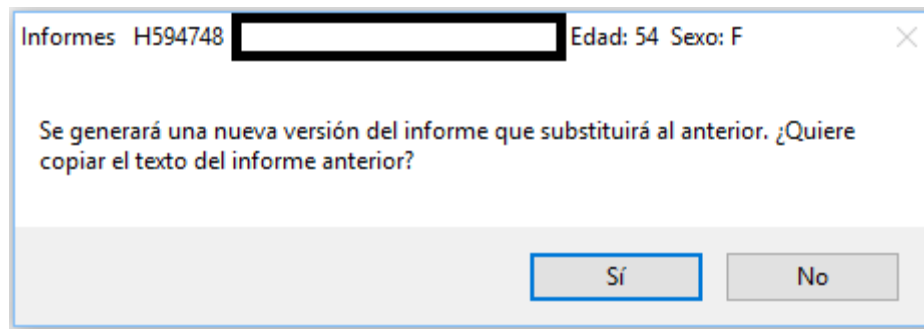 Informes H594748 Edad: 54 Sexo: F
Se generará una nueva versión del informe que substituirá al anterior. ¿Quiere
copiar el texto del informe anterior?
Sí No